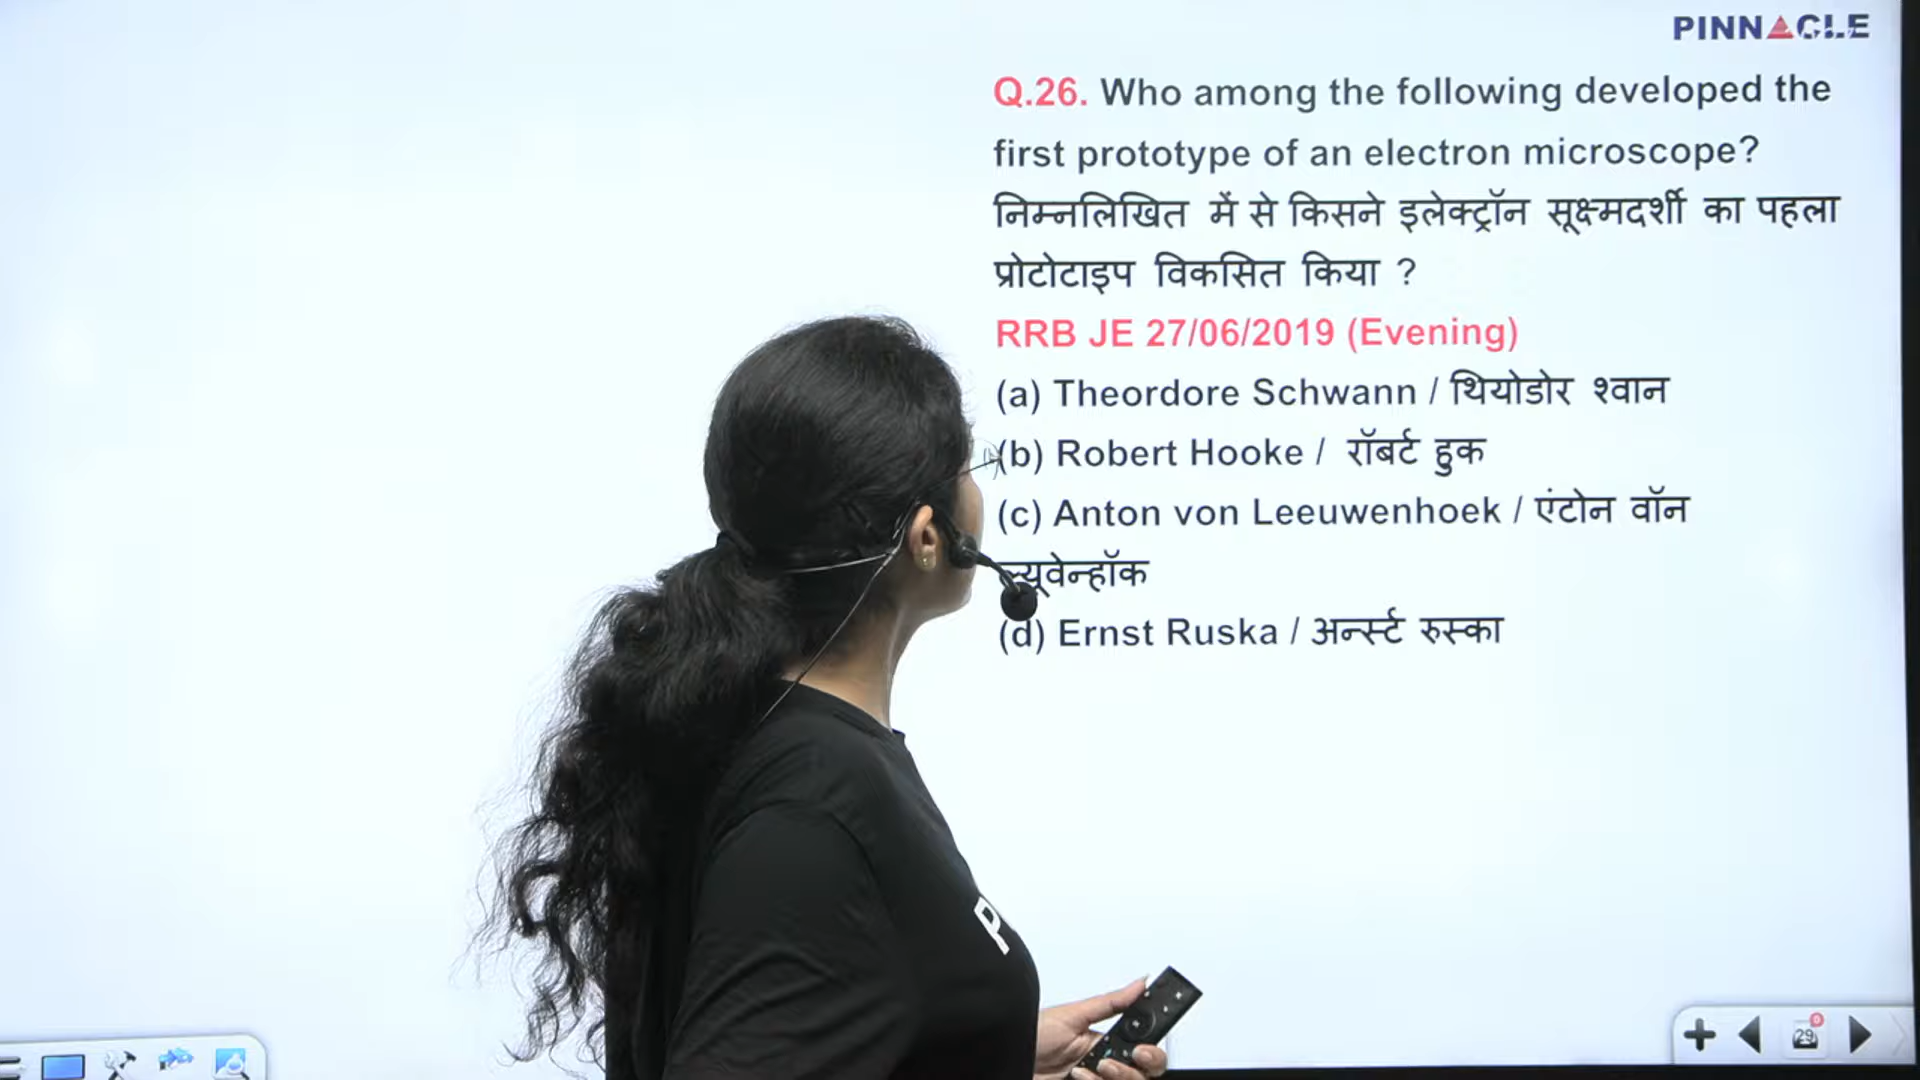 PINNACLE
Q.26. Who among the following developed the
first prototype of an electron microscope?
निम्नलिखित में से किसने इलेक्ट्रॉन सूक्ष्मदर्शी का पहला
प्रोटोटाइप विकसित किया ?
RRB JE 27/06/2019 (Evening)
(a) Theordore Schwann / थियोडोर श्वान
(b) Robert Hooke / रॉबर्ट हुक
(c) Anton von Leeuwenhoek / एंटोन वॉन
ल्यूवेन्हॉक
(d) Ernst Ruska / अर्न्स्ट रुस्का
P
29
0